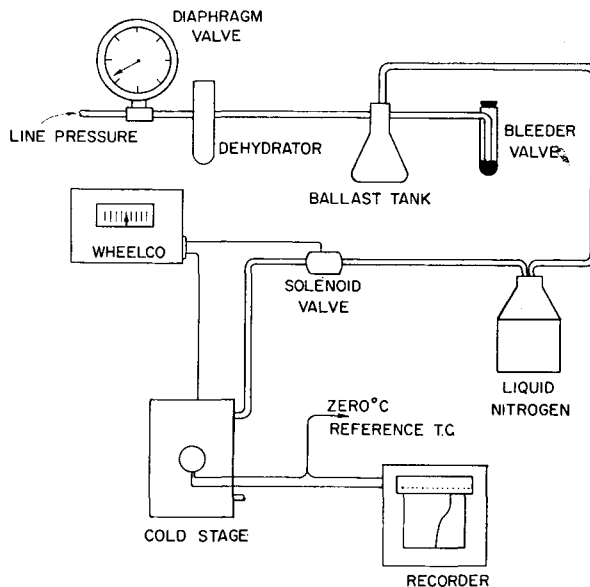 DIAPHRAGM
VALVE
LINE PRESSURE
DEHYDRATOR
BALLAST TANK
BLEEDER
VALVE
WHEELCO
SOLENOID
VALVE
LIQUID
NITROGEN
ZERO°C
REFERENCE T.C.
COLD STAGE
RECORDER